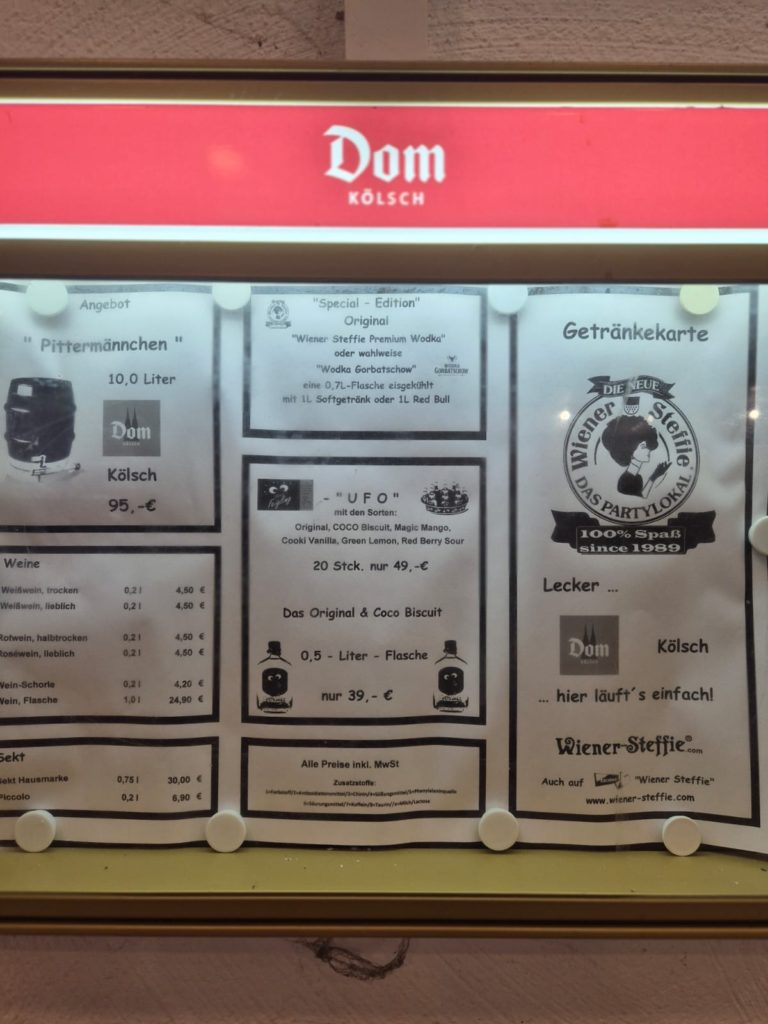 Dom
KÖLSCH
Angebot
" Pittermännchen "
10,0 Liter
Dom
KÖLSCH
Kölsch
95,-€
Weine
Weißwein, trocken 0,2 l 4,50 €
Weißwein, lieblich 0,2 l 4,50 €
Rotwein, halbtrocken 0,2 l 4,50 €
Roséwein, lieblich 0,2 l 4,50 €
Wein-Schorle 0,2 l 4,20 €
Wein, Flasche 1,0 l 24,90 €
Sekt
Sekt Hausmarke 0,75 l 30,00 €
Piccolo 0,2 l 6,90 €
"Special - Edition"
Original
"Wiener Steffie Premium Wodka"
oder wahlweise
"Wodka Gorbatschow"
WODKA
GORBATSCHOW
eine 0,7L-Flasche eisgekühlt
mit 1L Softgetränk oder 1L Red Bull
- "UFO"
mit den Sorten:
Original, COCO Biscuit, Magic Mango,
Cooki Vanilla, Green Lemon, Red Berry Sour
20 Stck. nur 49,-€
Das Original & Coco Biscuit
0,5 - Liter - Flasche
nur 39,- €
Alle Preise inkl. MwSt
Zusatzstoffe:
Getränkekarte
DIE NEUE
Wiener Steffie
DAS PARTYLOKAL
100% Spaß
since 1989
Lecker ...
Dom
KÖLSCH
Kölsch
... hier läuft´s einfach!
Wiener-Steffie®.com
Auch auf "Wiener Steffie"
www.wiener-steffie.com